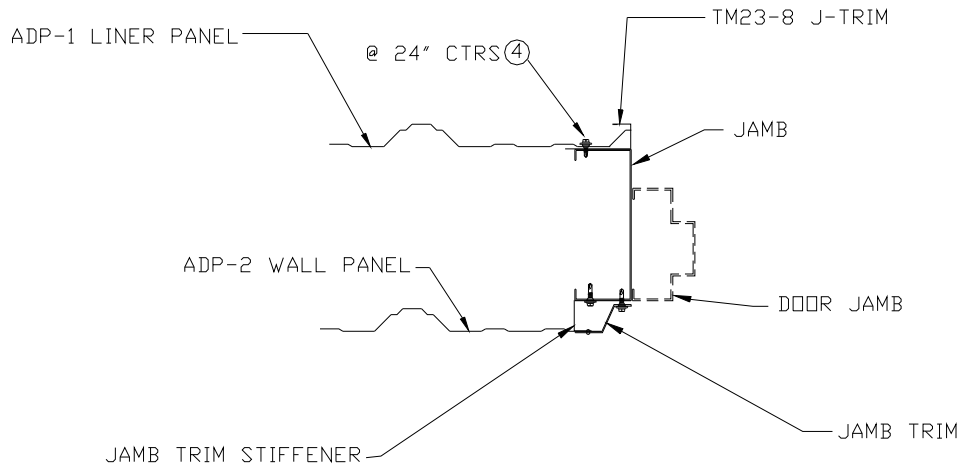 TM23-8 J-TRIM
ADP-1 LINER PANEL
@ 24" CTRS 4
JAMB
ADP-2 WALL PANEL
DOOR JAMB
JAMB TRIM
JAMB TRIM STIFFENER